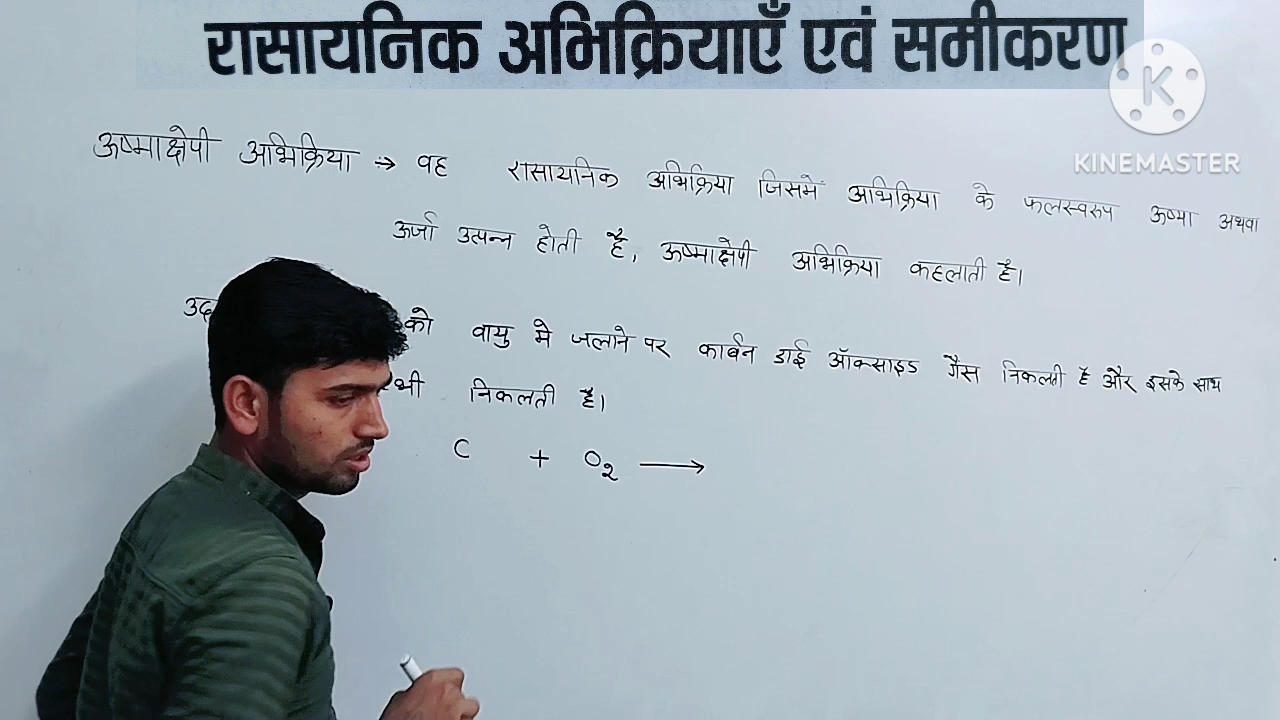 रासायनिक अभिक्रियाएँ एवं समीकरण
KINEMASTER
ऊष्माक्षेपी अभिक्रिया → वह रासायनिक अभिक्रिया जिसमें अभिक्रिया के फलस्वरुप ऊष्मा अथवा
ऊर्जा उत्पन्न होती है, ऊष्माक्षेपी अभिक्रिया कहलाती है।
को वायु मे जलाने पर कार्बन डाई ऑक्साइड गैस निकलती है और इसके साथ
भी निकलती है।
C + O₂ ⟶